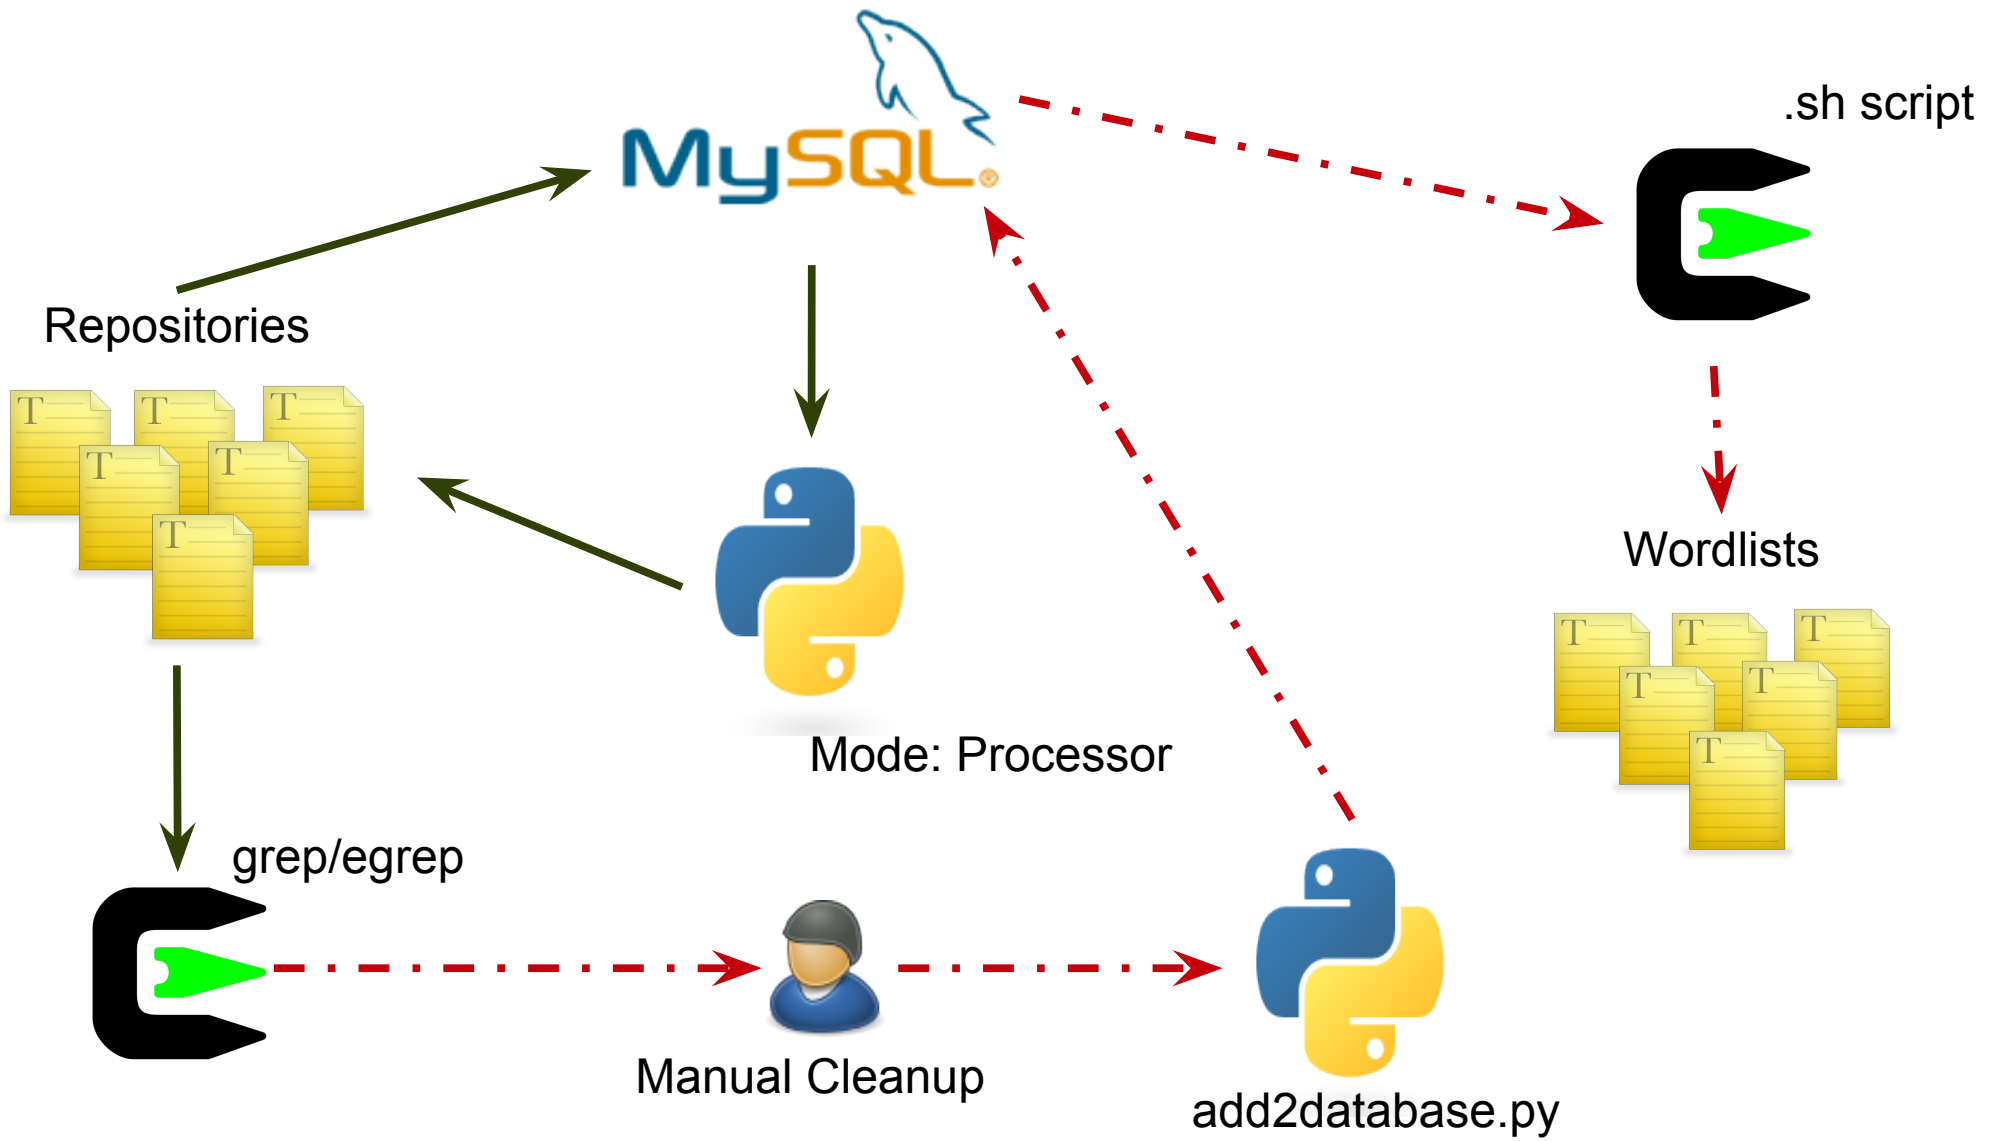 MySQL®
.sh script
Repositories
T T T
T T
T
Wordlists
T T T
T T
T
Mode: Processor
grep/egrep
Manual Cleanup
add2database.py